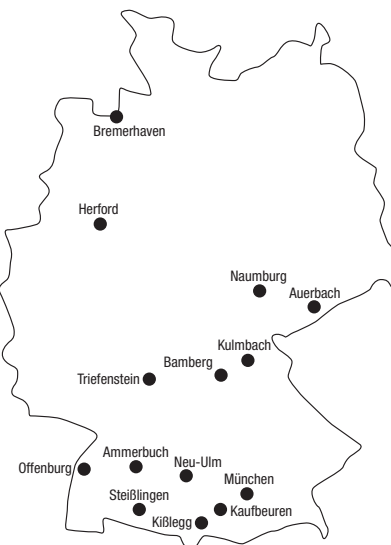 Bremerhaven
Herford
Naumburg
Auerbach
Kulmbach
Bamberg
Triefenstein
Ammerbuch
Offenburg
Neu-Ulm
München
Steißlingen
Kaufbeuren
Kißlegg